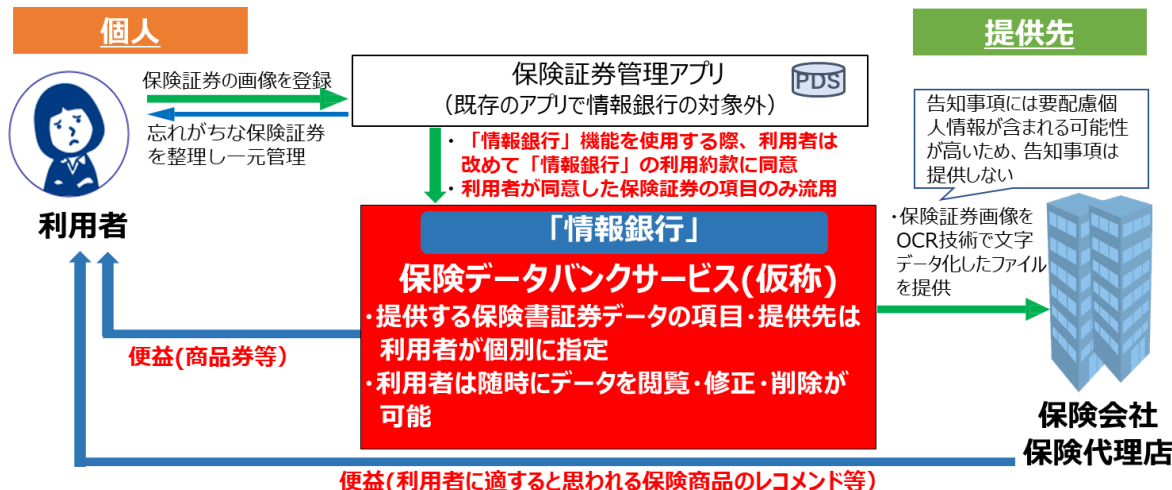 個人
提供先
保険証券の画像を登録
忘れがちな保険証券
を整理し一元管理
利用者
保険証券管理アプリ
(既存のアプリで情報銀行の対象外)
PDS
・「情報銀行」機能を使用する際、利用者は
改めて「情報銀行」の利用約款に同意
・利用者が同意した保険証券の項目のみ流用
告知事項には要配慮個
人情報が含まれる可能性
が高いため、告知事項は
提供しない
「情報銀行」
保険データバンクサービス(仮称)
・提供する保険書証券データの項目・提供先は
利用者が個別に指定
・利用者は随時にデータを閲覧・修正・削除が
可能
・保険証券画像を
OCR技術で文字
データ化したファイル
を提供
便益(商品券等)
保険会社
保険代理店
便益(利用者に適すると思われる保険商品のレコメンド等)